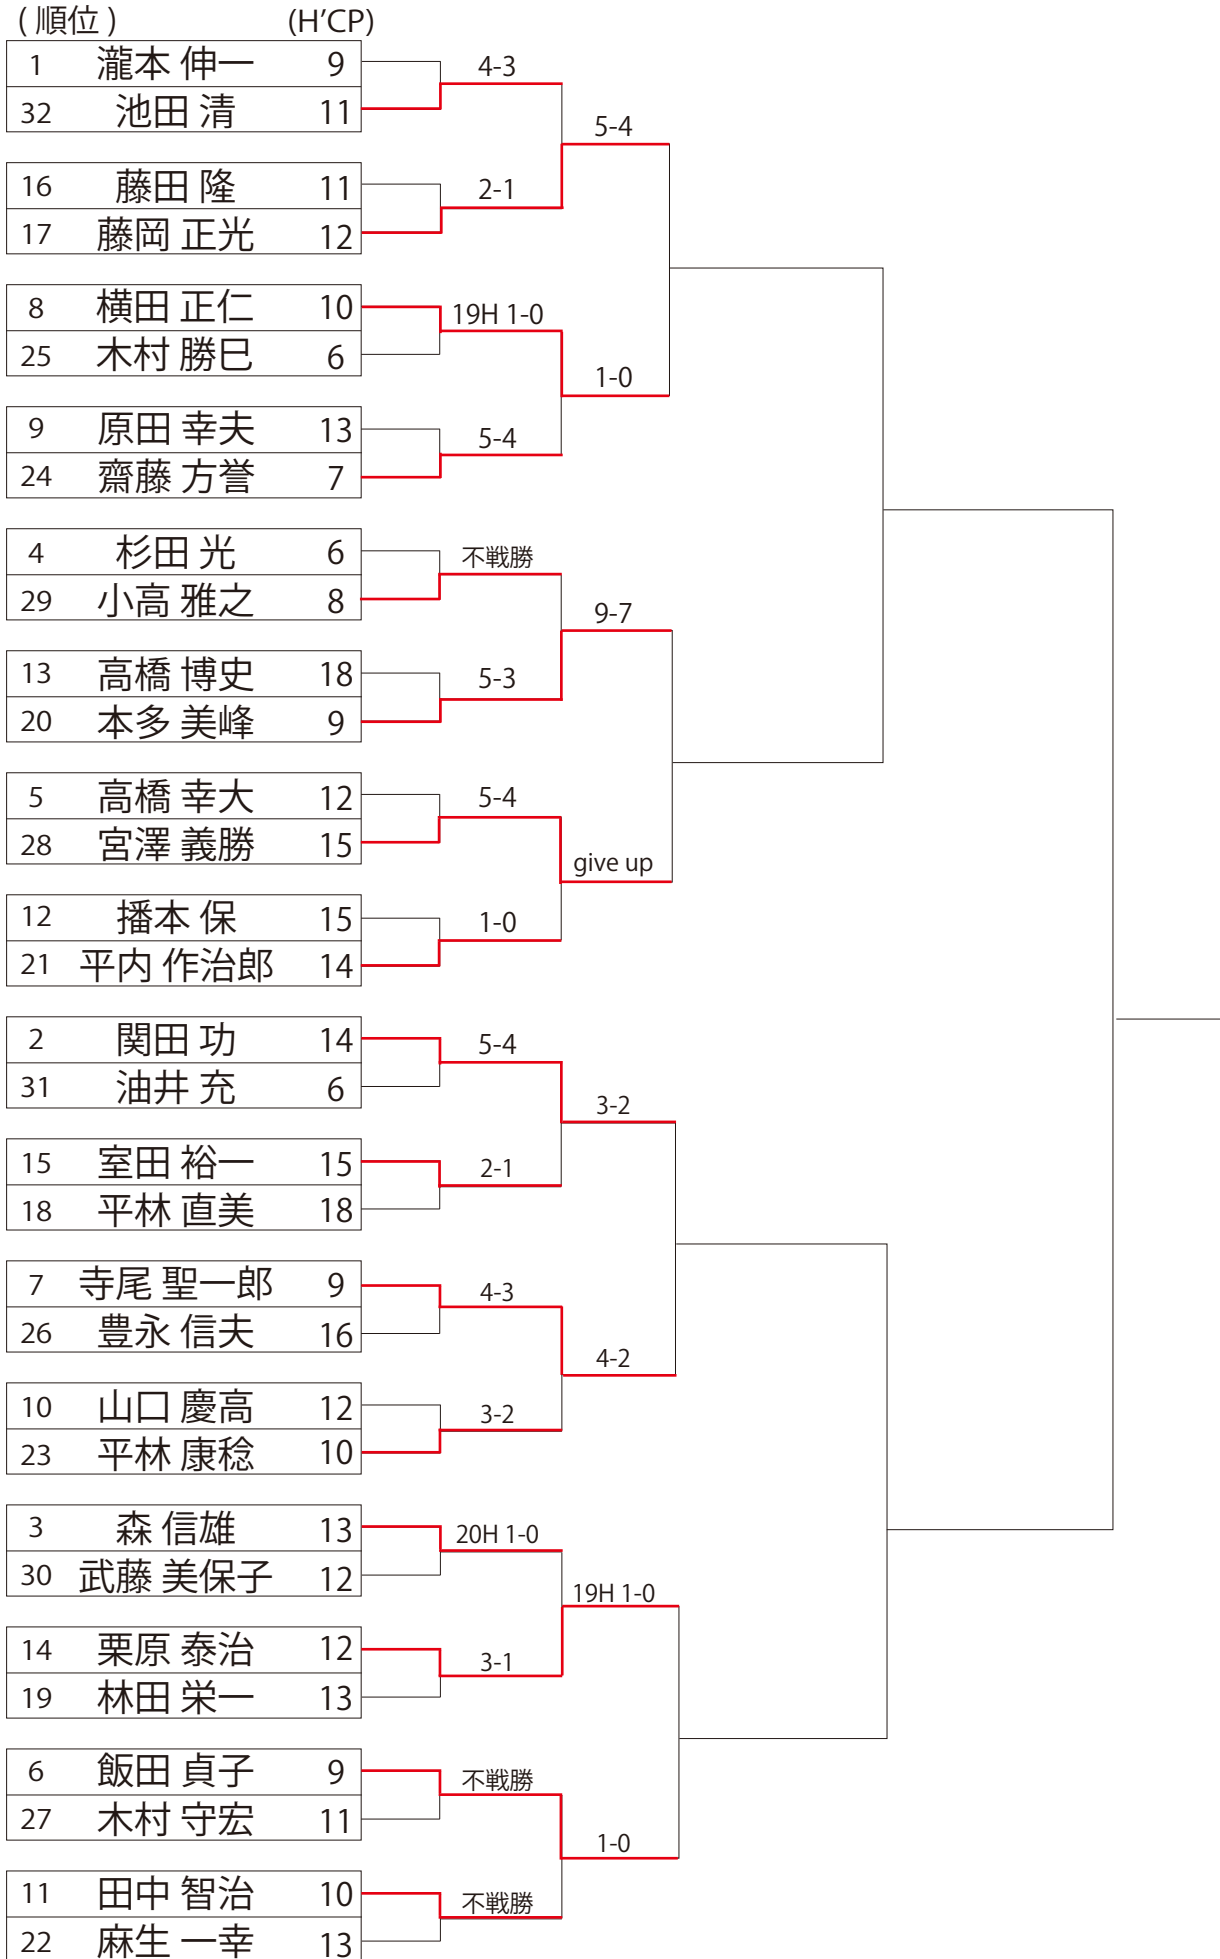 (順位) (H'CP)
1 瀧本 伸一 9
4-3
32 池田 清 11
5-4
16 藤田 隆 11
2-1
17 藤岡 正光 12
8 横田 正仁 10
19H 1-0
25 木村 勝巳 6
1-0
9 原田 幸夫 13
5-4
24 齋藤 方誉 7
4 杉田 光 6
不戦勝
29 小高 雅之 8
9-7
13 高橋 博史 18
5-3
20 本多 美峰 9
5 高橋 幸大 12
5-4
28 宮澤 義勝 15
give up
12 播本 保 15
1-0
21 平内 作治郎 14
2 関田 功 14
5-4
31 油井 充 6
3-2
15 室田 裕一 15
2-1
18 平林 直美 18
7 寺尾 聖一郎 9
4-3
26 豊永 信夫 16
4-2
10 山口 慶高 12
3-2
23 平林 康稔 10
3 森 信雄 13
20H 1-0
30 武藤 美保子 12
19H 1-0
14 栗原 泰治 12
3-1
19 林田 栄一 13
6 飯田 貞子 9
不戦勝
27 木村 守宏 11
1-0
11 田中 智治 10
不戦勝
22 麻生 一幸 13